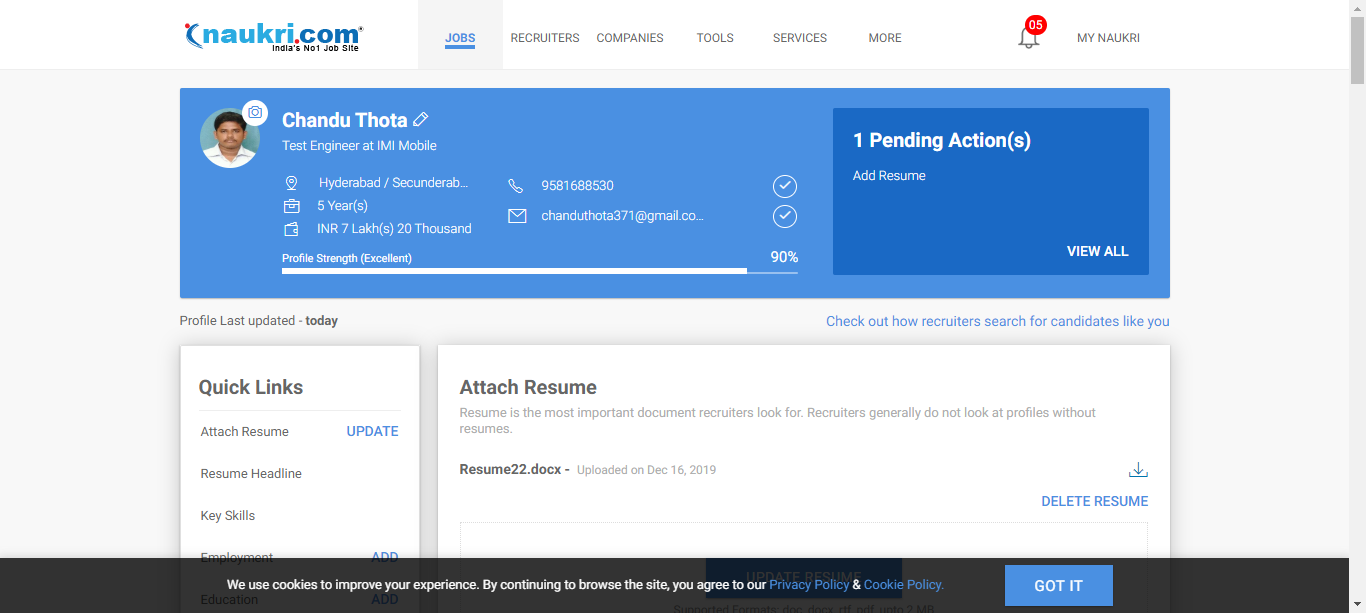 naukri.com
India's No1 Job Site
JOBS
RECRUITERS
COMPANIES
TOOLS
SERVICES
MORE
05
MY NAUKRI
Chandu Thota
Test Engineer at IMI Mobile
Hyderabad / Secunderab...
9581688530
5 Year(s)
chanduthota371@gmail.co...
INR 7 Lakh(s) 20 Thousand
Profile Strength (Excellent)
90%
1 Pending Action(s)
Add Resume
VIEW ALL
Profile Last updated - today
Check out how recruiters search for candidates like you
Quick Links
Attach Resume UPDATE
Resume Headline
Key Skills
Employment ADD
Education ADD
Attach Resume
Resume is the most important document recruiters look for. Recruiters generally do not look at profiles without
resumes.
Resume22.docx - Uploaded on Dec 16, 2019
DELETE RESUME
UPDATE RESUME
We use cookies to improve your experience. By continuing to browse the site, you agree to our Privacy Policy & Cookie Policy.
GOT IT
Supported Formats: doc, docx, rtf, pdf, upto 2 MB